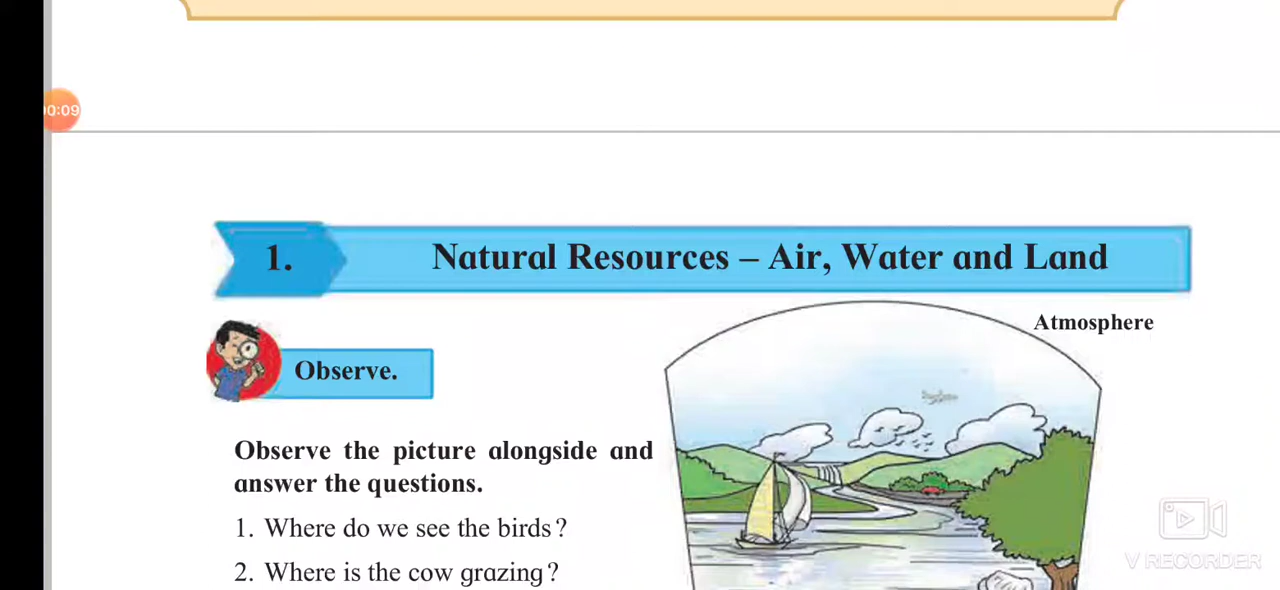 00:09
1. Natural Resources – Air, Water and Land
Atmosphere
Observe.
Observe the picture alongside and
answer the questions.
1. Where do we see the birds?
2. Where is the cow grazing?
V RECORDER